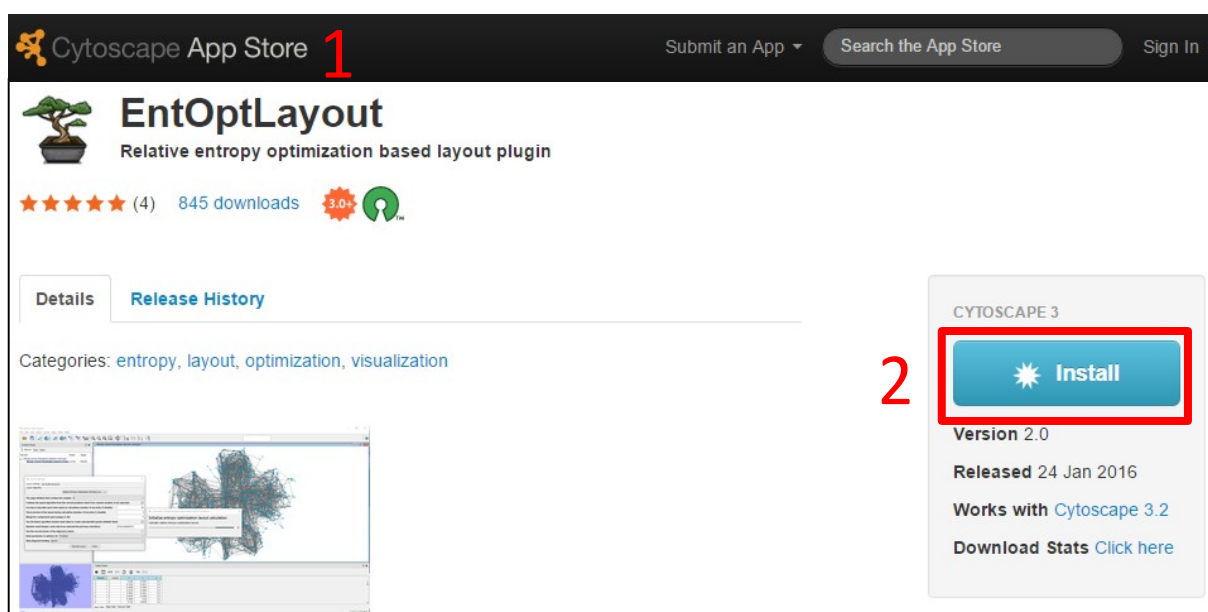 Cytoscape App Store 1 Submit an App Search the App Store Sign In
EntOptLayout
Relative entropy optimization based layout plugin
(4) 845 downloads 3.0+ TM
Details Release History
CYTOSCAPE 3
Categories: entropy, layout, optimization, visualization
2 Install
Version 2.0
Released 24 Jan 2016
Works with Cytoscape 3.2
Download Stats Click here